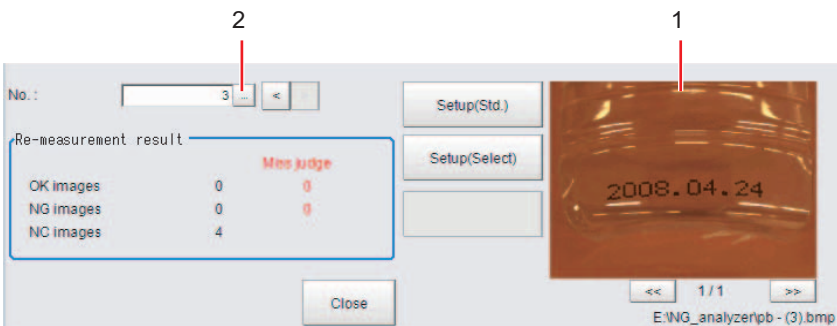 2
1
No. :
3
...
<
Re-measurement result
Miss judge
OK images
0
0
NG images
0
0
NC images
4
Setup(Std.)
Setup(Select)
Close
2008.04.24
<<
1/1
>>
E:\NG_analyzer\pb - (3).bmp